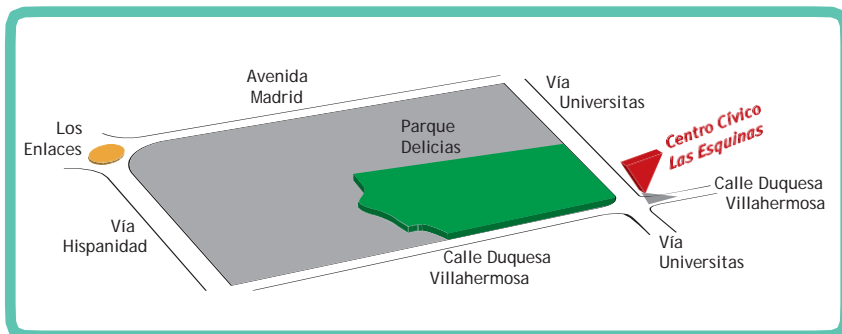 Avenida
Madrid
Vía
Universitas
Los
Enlaces
Parque
Delicias
Centro Cívico
Las Esquinas
Calle Duquesa
Villahermosa
Vía
Hispanidad
Calle Duquesa
Villahermosa
Vía
Universitas